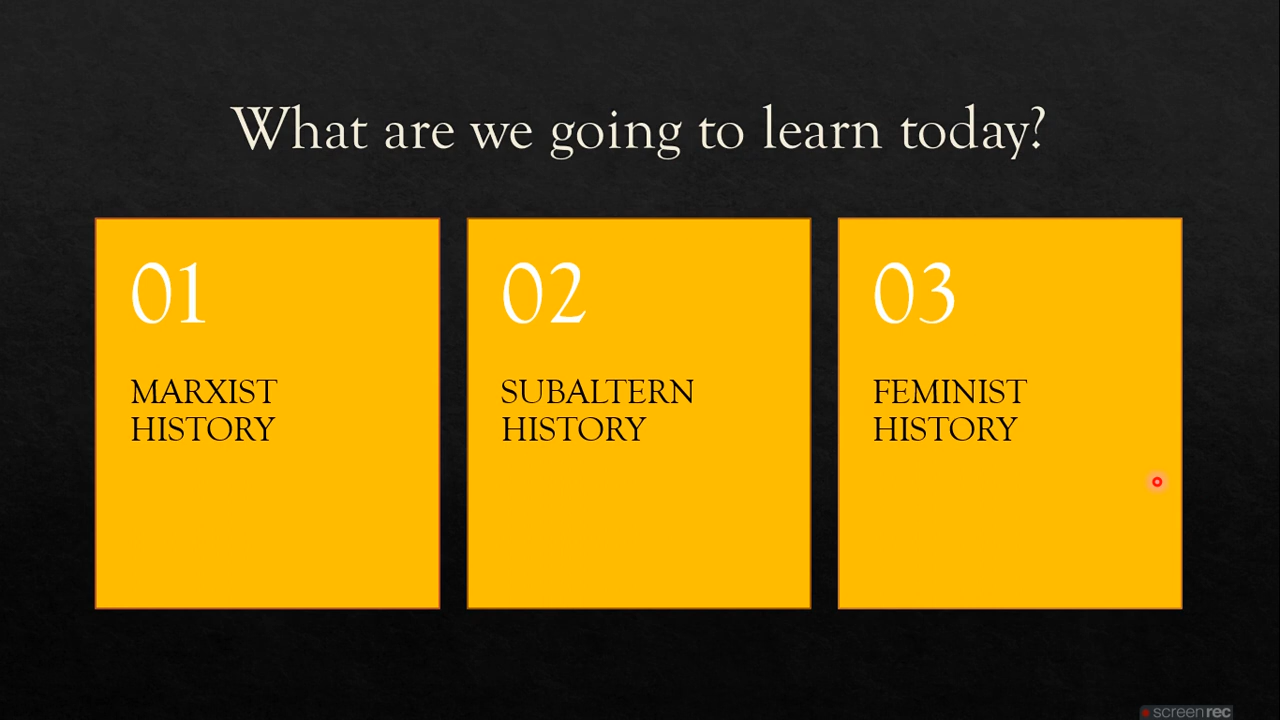 What are we going to learn today?
01
MARXIST
HISTORY
02
SUBALTERN
HISTORY
03
FEMINIST
HISTORY
screenrec